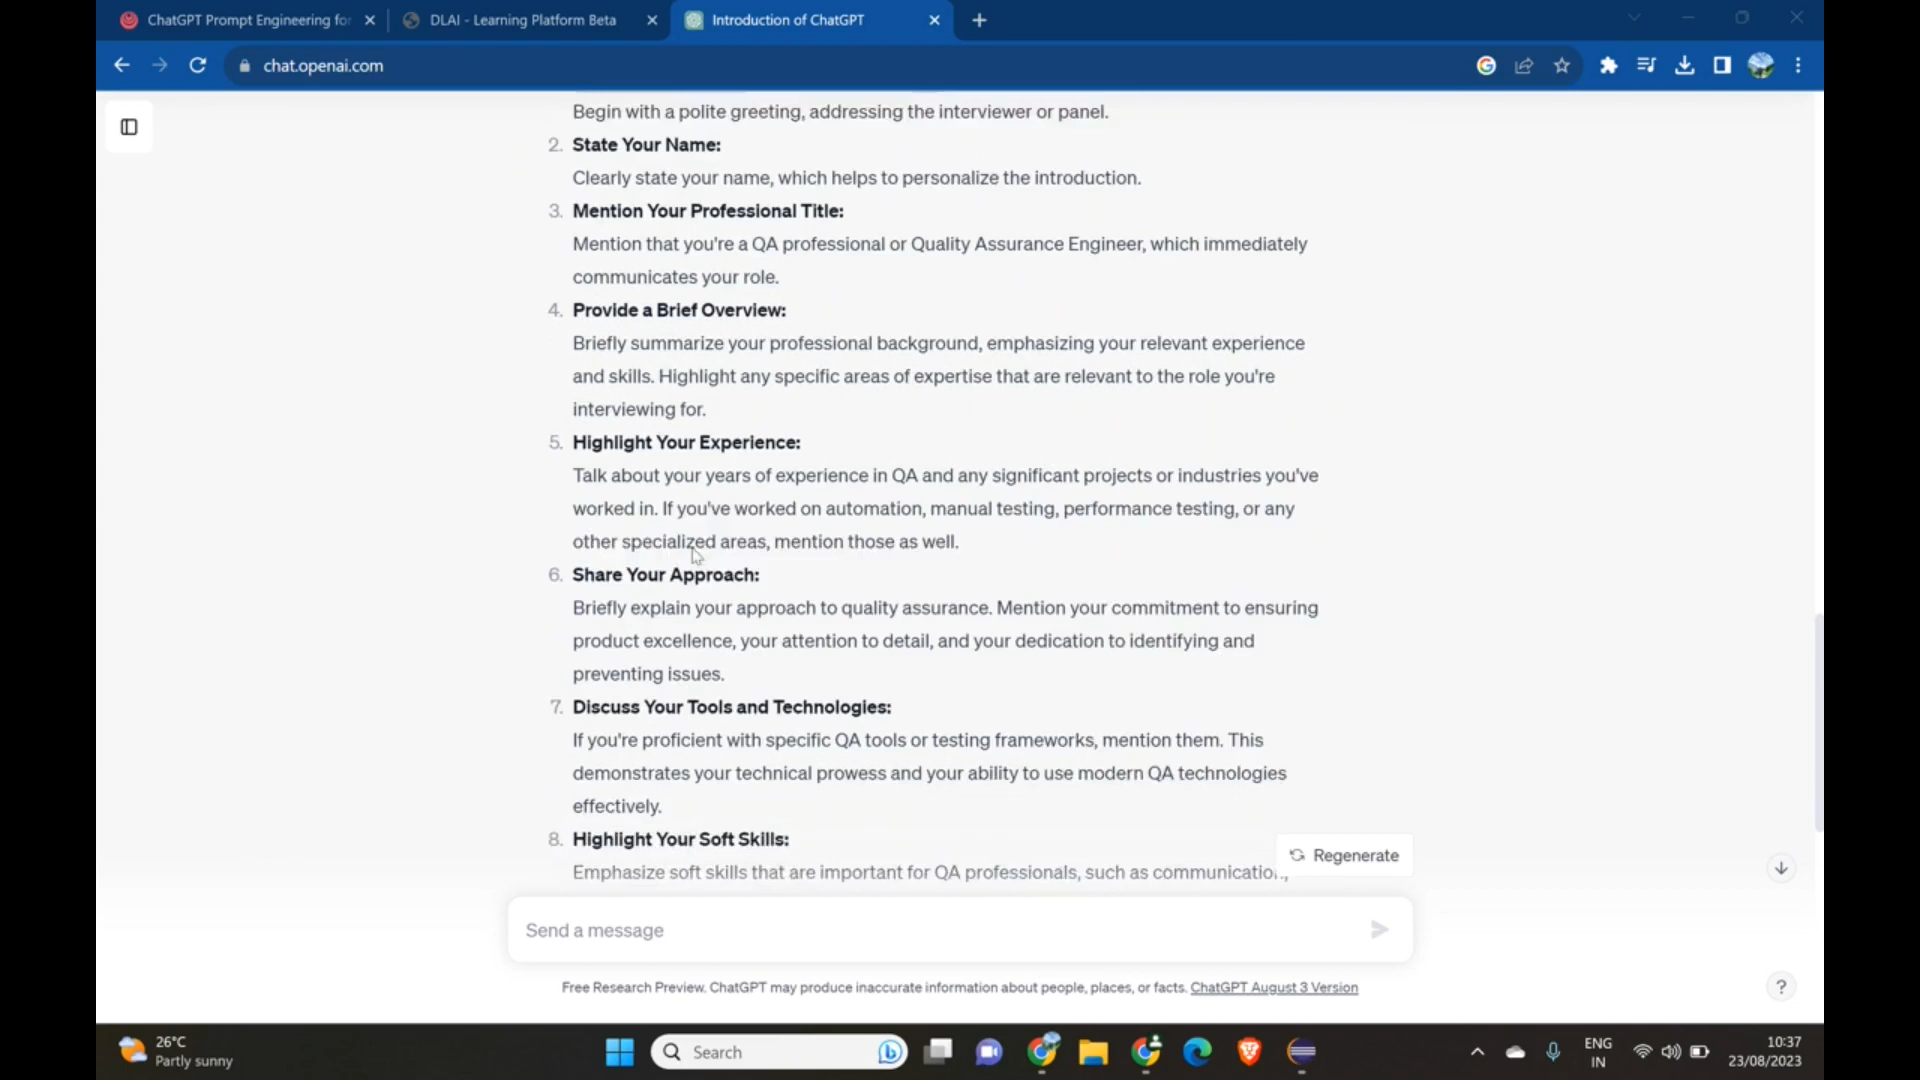 ChatGPT Prompt Engineering for
DLAI - Learning Platform Beta
Introduction of ChatGPT
chat.openai.com
Begin with a polite greeting, addressing the interviewer or panel.
2. State Your Name:
Clearly state your name, which helps to personalize the introduction.
3. Mention Your Professional Title:
Mention that you're a QA professional or Quality Assurance Engineer, which immediately
communicates your role.
4. Provide a Brief Overview:
Briefly summarize your professional background, emphasizing your relevant experience
and skills. Highlight any specific areas of expertise that are relevant to the role you're
interviewing for.
5. Highlight Your Experience:
Talk about your years of experience in QA and any significant projects or industries you've
worked in. If you've worked on automation, manual testing, performance testing, or any
other specialized areas, mention those as well.
6. Share Your Approach:
Briefly explain your approach to quality assurance. Mention your commitment to ensuring
product excellence, your attention to detail, and your dedication to identifying and
preventing issues.
7. Discuss Your Tools and Technologies:
If you're proficient with specific QA tools or testing frameworks, mention them. This
demonstrates your technical prowess and your ability to use modern QA technologies
effectively.
8. Highlight Your Soft Skills:
Emphasize soft skills that are important for QA professionals, such as communication,
Regenerate
Send a message
Free Research Preview. ChatGPT may produce inaccurate information about people, places, or facts. ChatGPT August 3 Version
?
26°C
Partly sunny
Search
ENG
IN
10:37
23/08/2023